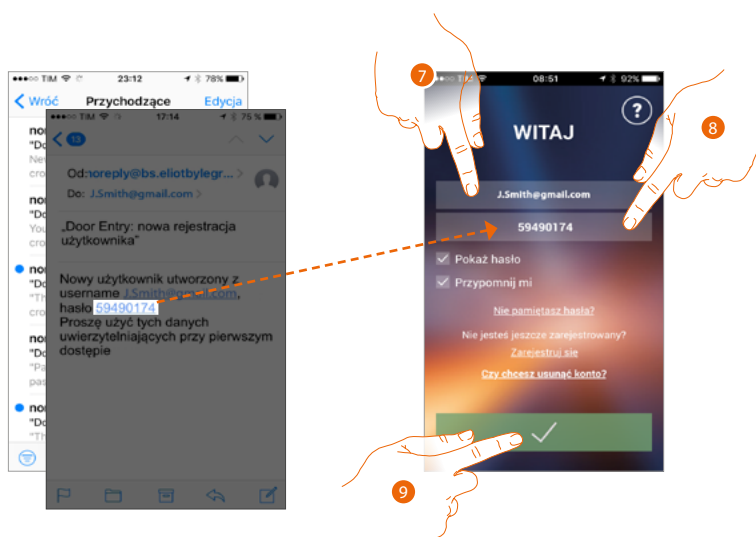 TIM 23:12 78%
Wróć Przychodzące Edycja
TIM 17:14 75 %
13
Od: noreply@bs.eliotbylegr...
Do: J.Smith@gmail.com
„Door Entry: nowa rejestracja
użytkownika"
Nowy użytkownik utworzony z
username J.Smith@gmail.com,
hasło 59490174
Proszę użyć tych danych
uwierzytelniających przy pierwszym
dostępie
7
TIM 08:51 92%
?
WITAJ
8
J.Smith@gmail.com
59490174
Pokaż hasło
Przypomnij mi
Nie pamiętasz hasła?
Nie jesteś jeszcze zarejestrowany?
Zarejestruj się
Czy chcesz usunąć konto?
9